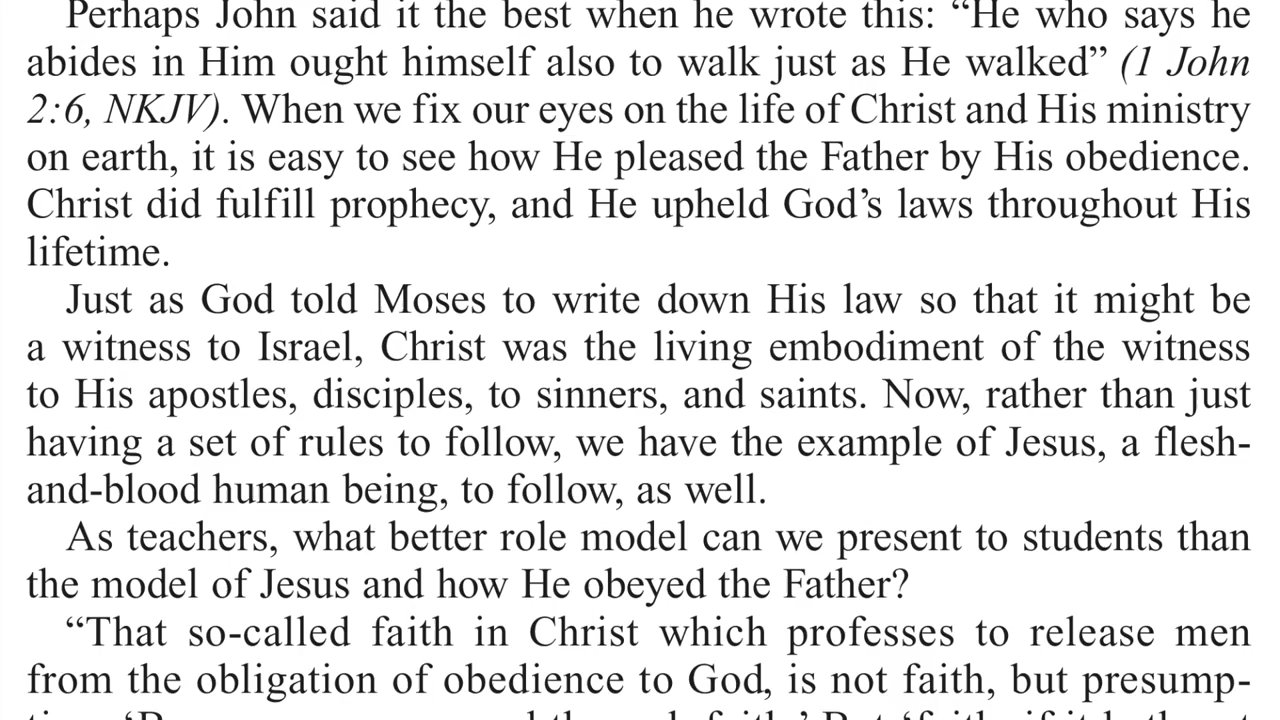 Perhaps John said it the best when he wrote this: “He who says he
abides in Him ought himself also to walk just as He walked” (1 John
2:6, NKJV). When we fix our eyes on the life of Christ and His ministry
on earth, it is easy to see how He pleased the Father by His obedience.
Christ did fulfill prophecy, and He upheld God’s laws throughout His
lifetime.
Just as God told Moses to write down His law so that it might be
a witness to Israel, Christ was the living embodiment of the witness
to His apostles, disciples, to sinners, and saints. Now, rather than just
having a set of rules to follow, we have the example of Jesus, a flesh-
and-blood human being, to follow, as well.
As teachers, what better role model can we present to students than
the model of Jesus and how He obeyed the Father?
“That so-called faith in Christ which professes to release men
from the obligation of obedience to God, is not faith, but presump-